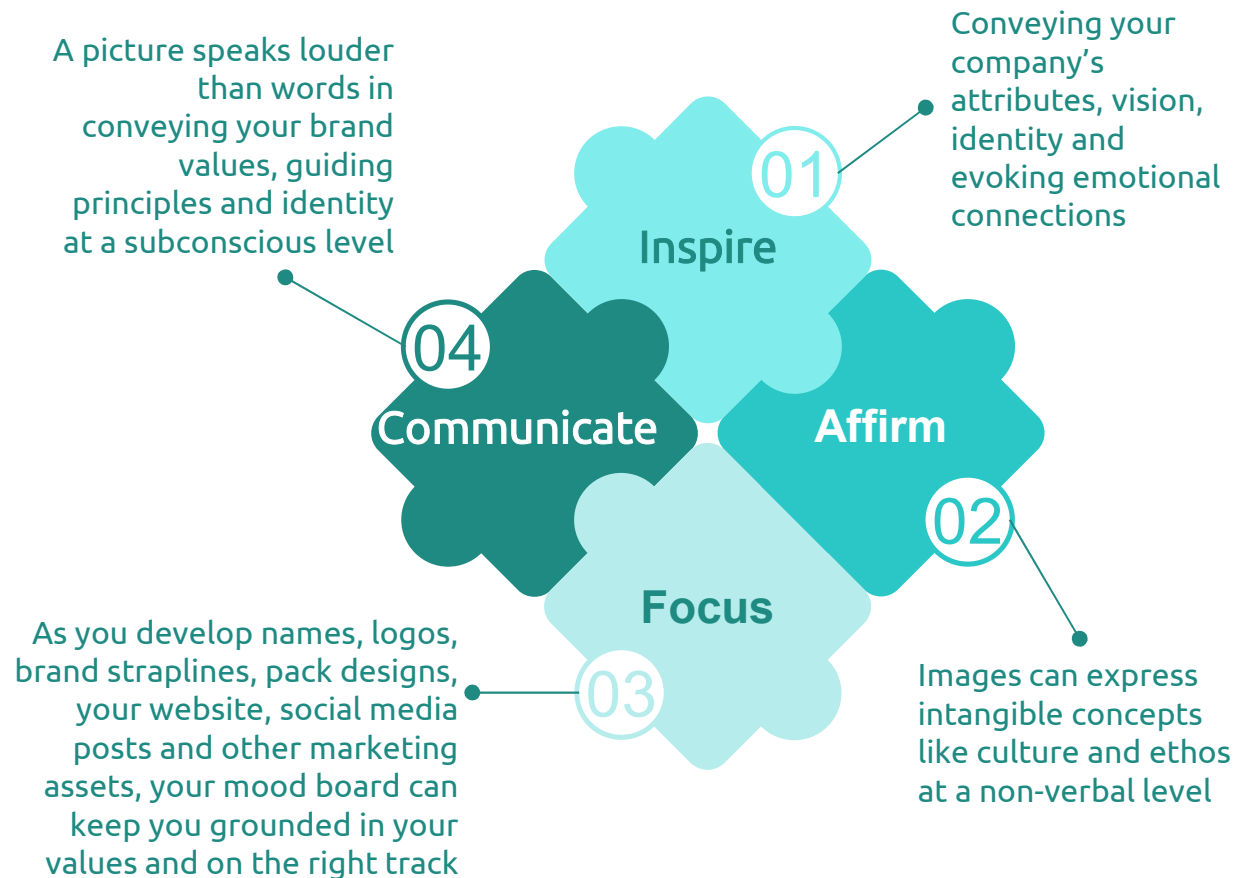 Conveying your
company’s
attributes, vision,
identity and
evoking emotional
connections
01
Inspire
Affirm
02
Images can express
intangible concepts
like culture and ethos
at a non-verbal level
Focus
03
As you develop names, logos,
brand straplines, pack designs,
your website, social media
posts and other marketing
assets, your mood board can
keep you grounded in your
values and on the right track
A picture speaks louder
than words in
conveying your brand
values, guiding
principles and identity
at a subconscious level
04
Communicate